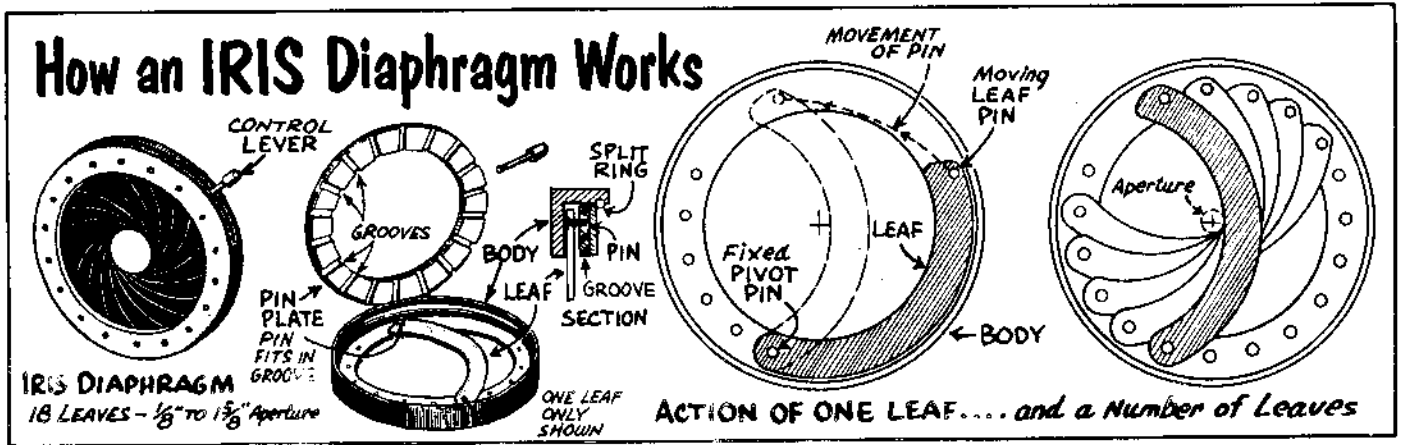 How an IRIS Diaphragm Works
CONTROL
LEVER
GROOVES
PIN
PLATE
PIN
FITS IN
GROOVE
BODY
LEAF
SPLIT
RING
PIN
GROOVE
SECTION
ONE LEAF
ONLY
SHOWN
IRIS DIAPHRAGM
18 LEAVES - 1/8" TO 1 5/8" Aperture
MOVEMENT
OF PIN
Moving
LEAF
PIN
LEAF
Fixed
PIVOT
PIN
BODY
Aperture
ACTION OF ONE LEAF.... and a Number of Leaves